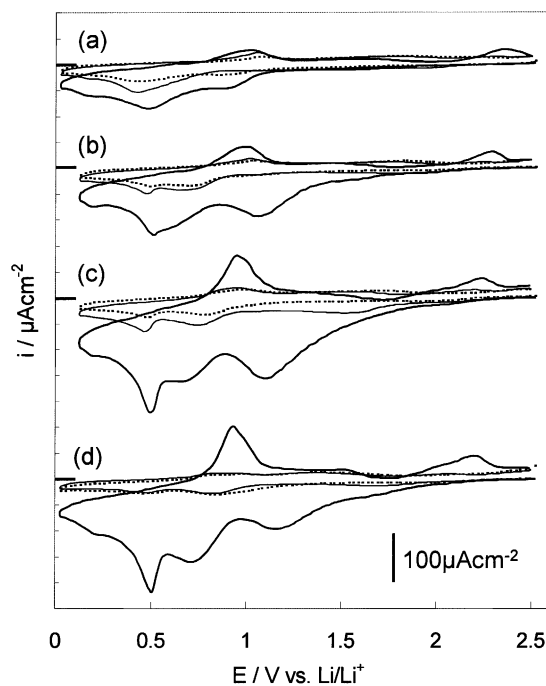 (a)
(b)
(c)
(d)
i / µAcm-2
100µAcm-2
0 0.5 1 1.5 2 2.5
E / V vs. Li/Li+